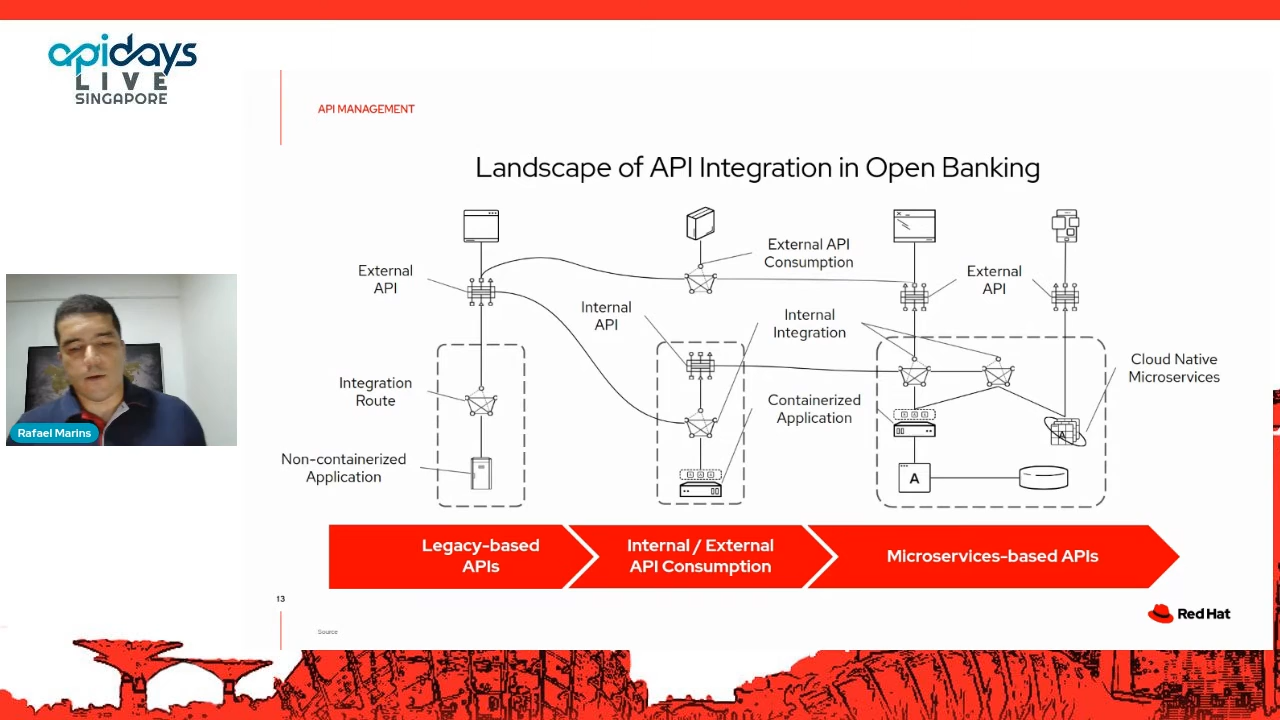 apidays
LIVE
SINGAPORE
API MANAGEMENT
Landscape of API Integration in Open Banking
External API
Consumption
External
API
External
API
Internal
API
Internal
Integration
Cloud Native
Microservices
Integration
Route
Containerized
Application
Rafael Marins
Non-containerized
Application
A
A
Legacy-based
APIs
Internal / External
API Consumption
Microservices-based APIs
13
Red Hat
Source